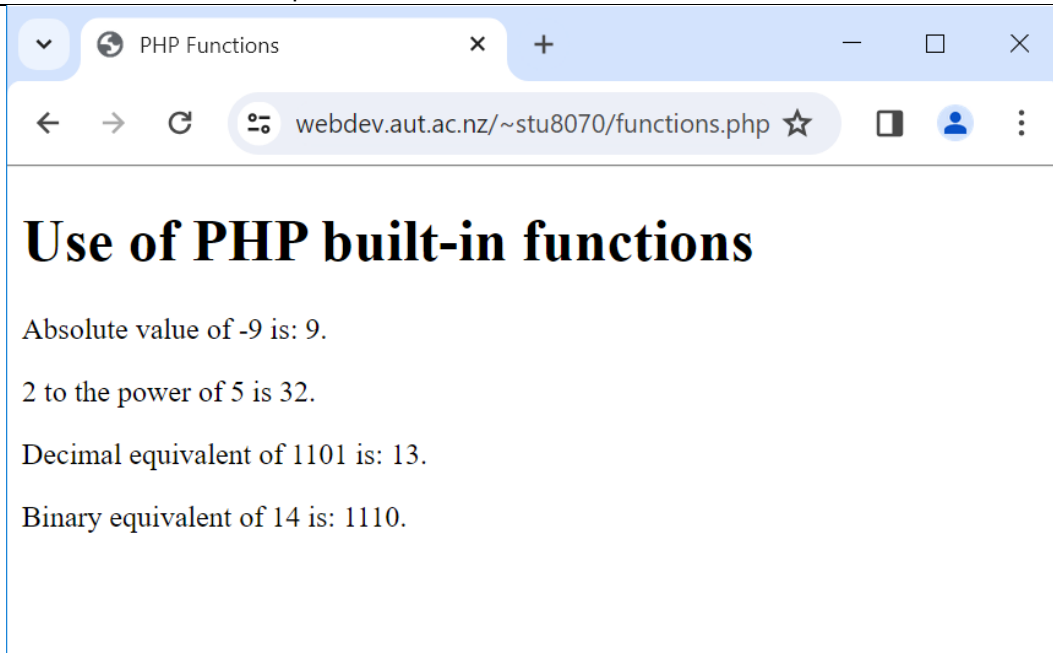 PHP Functions
webdev.aut.ac.nz/~stu8070/functions.php
Use of PHP built-in functions
Absolute value of -9 is: 9.
2 to the power of 5 is 32.
Decimal equivalent of 1101 is: 13.
Binary equivalent of 14 is: 1110.